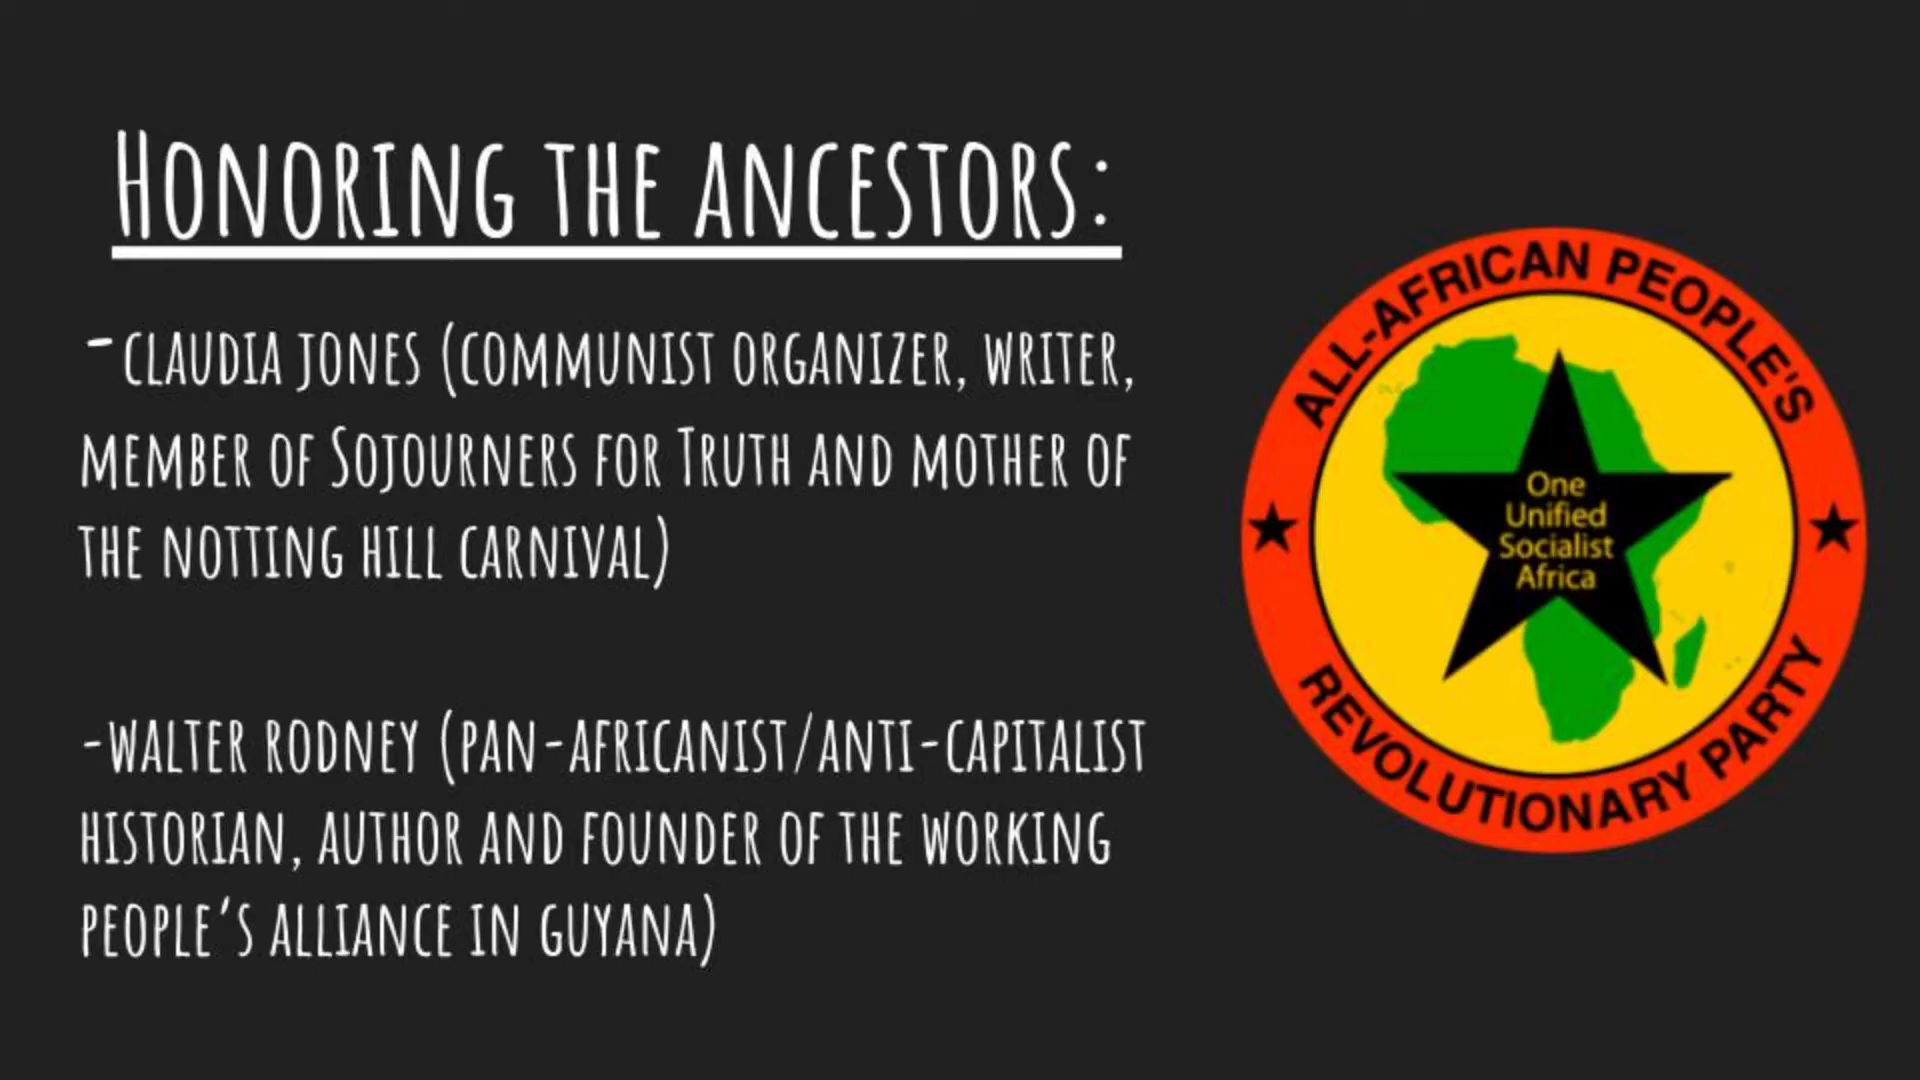 HONORING THE ANCESTORS:
-CLAUDIA JONES (COMMUNIST ORGANIZER, WRITER,
MEMBER OF SOJOURNERS FOR TRUTH AND MOTHER OF
THE NOTTING HILL CARNIVAL)
-WALTER RODNEY (PAN-AFRICANIST/ANTI-CAPITALIST
HISTORIAN, AUTHOR AND FOUNDER OF THE WORKING
PEOPLE'S ALLIANCE IN GUYANA)
ALL-AFRICAN PEOPLE'S
One
Unified
Socialist
Africa
REVOLUTIONARY PARTY